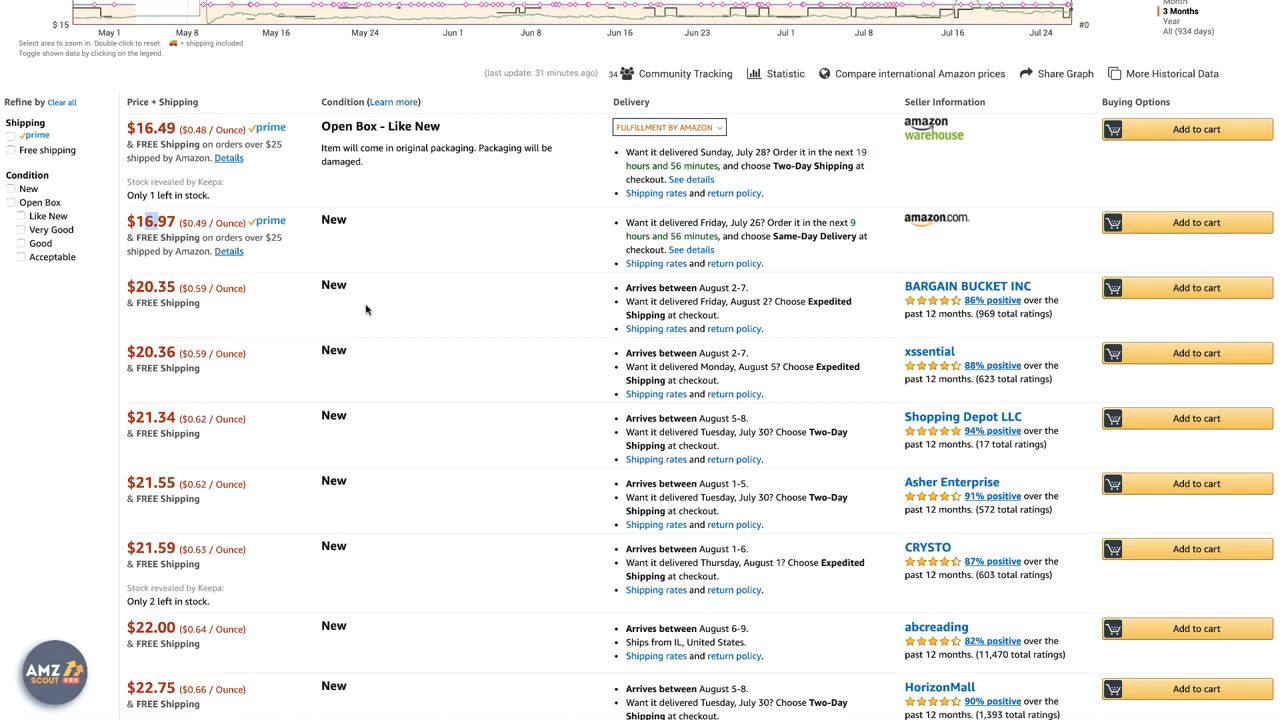 $ 15
May 1 May 8 May 16 May 24 Jun 1 Jun 8 Jun 16 Jun 23 Jul 1 Jul 8 Jul 16 Jul 24 #0
Month
3 Months
Year
All (934 days)
Select area to zoom in. Double-click to reset. = shipping included
Toggle shown data by clicking on the legend.
(last update: 31 minutes ago) 34 Community Tracking Statistic Compare international Amazon prices Share Graph More Historical Data
Refine by Clear all
Shipping
prime
Free shipping
Condition
New
Open Box
Like New
Very Good
Good
Acceptable
Price + Shipping Condition (Learn more) Delivery Seller Information Buying Options
$16.49 ($0.48 / Ounce) prime
& FREE Shipping on orders over $25
shipped by Amazon. Details
Stock revealed by Keepa:
Only 1 left in stock.
Open Box - Like New
Item will come in original packaging. Packaging will be
damaged.
FULFILLMENT BY AMAZON
• Want it delivered Sunday, July 28? Order it in the next 19
hours and 56 minutes, and choose Two-Day Shipping at
checkout. See details
• Shipping rates and return policy.
amazon
warehouse
Add to cart
$16.97 ($0.49 / Ounce) prime
& FREE Shipping on orders over $25
shipped by Amazon. Details
New
• Want it delivered Friday, July 26? Order it in the next 9
hours and 56 minutes, and choose Same-Day Delivery at
checkout. See details
• Shipping rates and return policy.
amazon.com.
Add to cart
$20.35 ($0.59 / Ounce)
& FREE Shipping
New
• Arrives between August 2-7.
• Want it delivered Friday, August 2? Choose Expedited
Shipping at checkout.
• Shipping rates and return policy.
BARGAIN BUCKET INC
86% positive over the
past 12 months. (969 total ratings)
Add to cart
$20.36 ($0.59 / Ounce)
& FREE Shipping
New
• Arrives between August 2-7.
• Want it delivered Monday, August 5? Choose Expedited
Shipping at checkout.
• Shipping rates and return policy.
xssential
88% positive over the
past 12 months. (623 total ratings)
Add to cart
$21.34 ($0.62 / Ounce)
& FREE Shipping
New
• Arrives between August 5-8.
• Want it delivered Tuesday, July 30? Choose Two-Day
Shipping at checkout.
• Shipping rates and return policy.
Shopping Depot LLC
94% positive over the
past 12 months. (17 total ratings)
Add to cart
$21.55 ($0.62 / Ounce)
& FREE Shipping
New
• Arrives between August 1-5.
• Want it delivered Tuesday, July 30? Choose Two-Day
Shipping at checkout.
• Shipping rates and return policy.
Asher Enterprise
91% positive over the
past 12 months. (572 total ratings)
Add to cart
$21.59 ($0.63 / Ounce)
& FREE Shipping
Stock revealed by Keepa:
Only 2 left in stock.
New
• Arrives between August 1-6.
• Want it delivered Thursday, August 1? Choose Expedited
Shipping at checkout.
• Shipping rates and return policy.
CRYSTO
87% positive over the
past 12 months. (603 total ratings)
Add to cart
$22.00 ($0.64 / Ounce)
& FREE Shipping
New
• Arrives between August 6-9.
• Ships from IL, United States.
• Shipping rates and return policy.
abcreading
82% positive over the
past 12 months. (11,470 total ratings)
Add to cart
$22.75 ($0.66 / Ounce)
& FREE Shipping
New
• Arrives between August 5-8.
• Want it delivered Tuesday, July 30? Choose Two-Day
Shipping at checkout.
HorizonMall
90% positive over the
past 12 months. (1,393 total ratings)
Add to cart
AMZ
SCOUT PRO